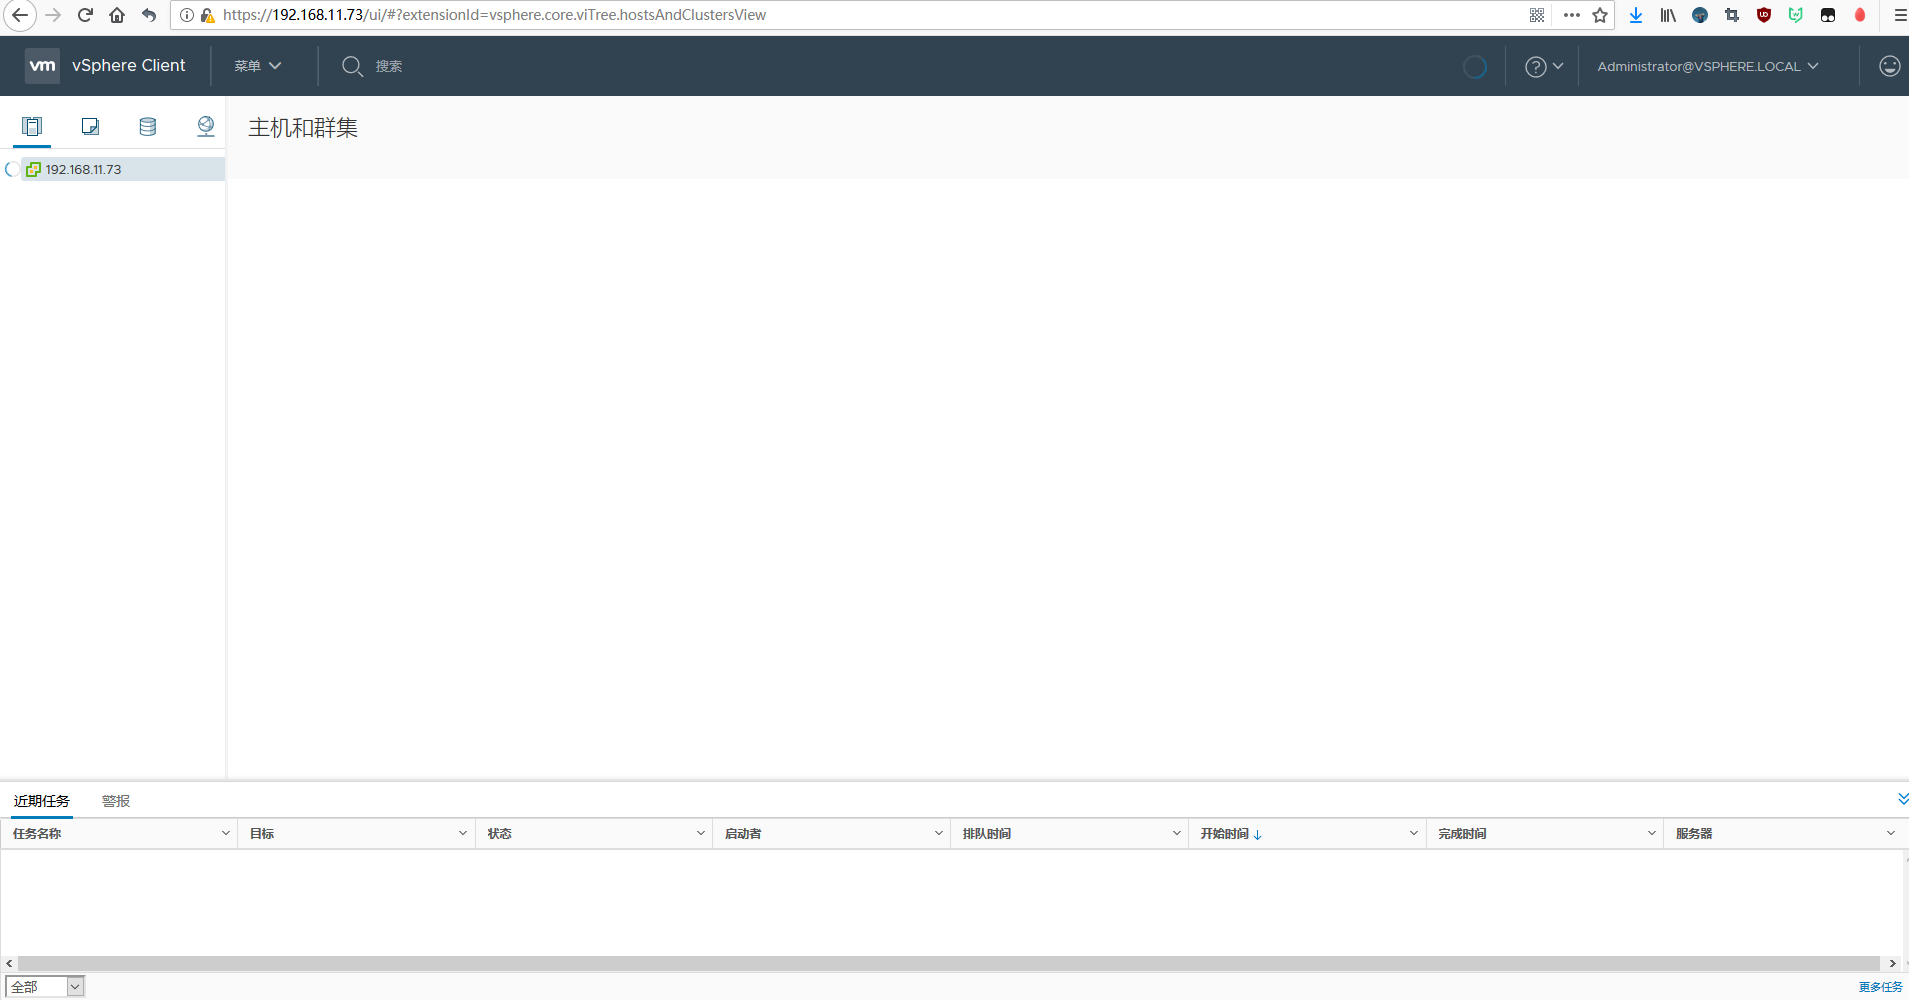 https://192.168.11.73/ui/#?extensionId=vsphere.core.viTree.hostsAndClustersView
vm vSphere Client 菜单 搜索 Administrator@VSPHERE.LOCAL
主机和群集
192.168.11.73
近期任务 警报
任务名称 目标 状态 启动者 排队时间 开始时间 完成时间 服务器
全部 更多任务